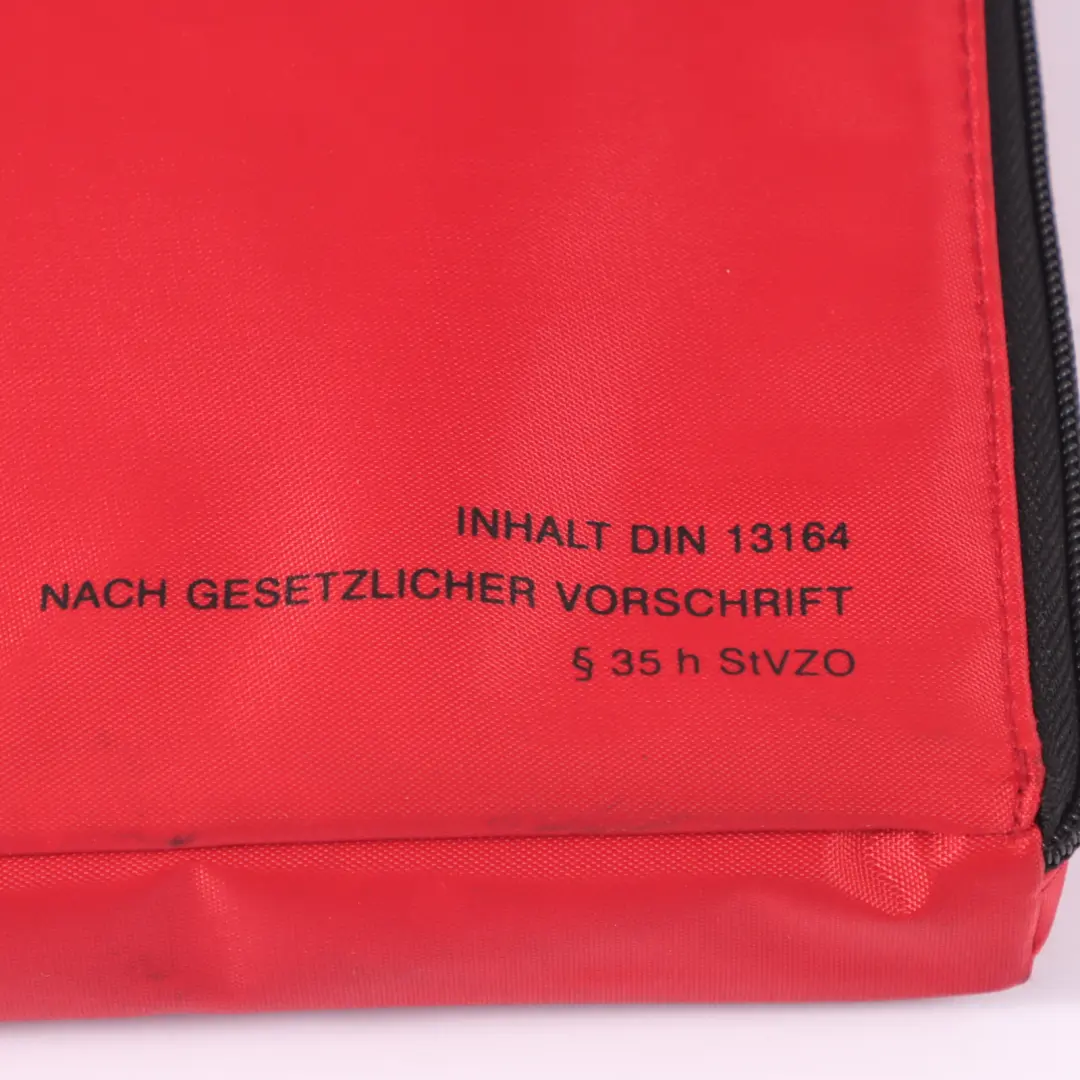 INHALT DIN 13164
NACH GESETZLICHER VORSCHRIFT
§ 35 h StVZO